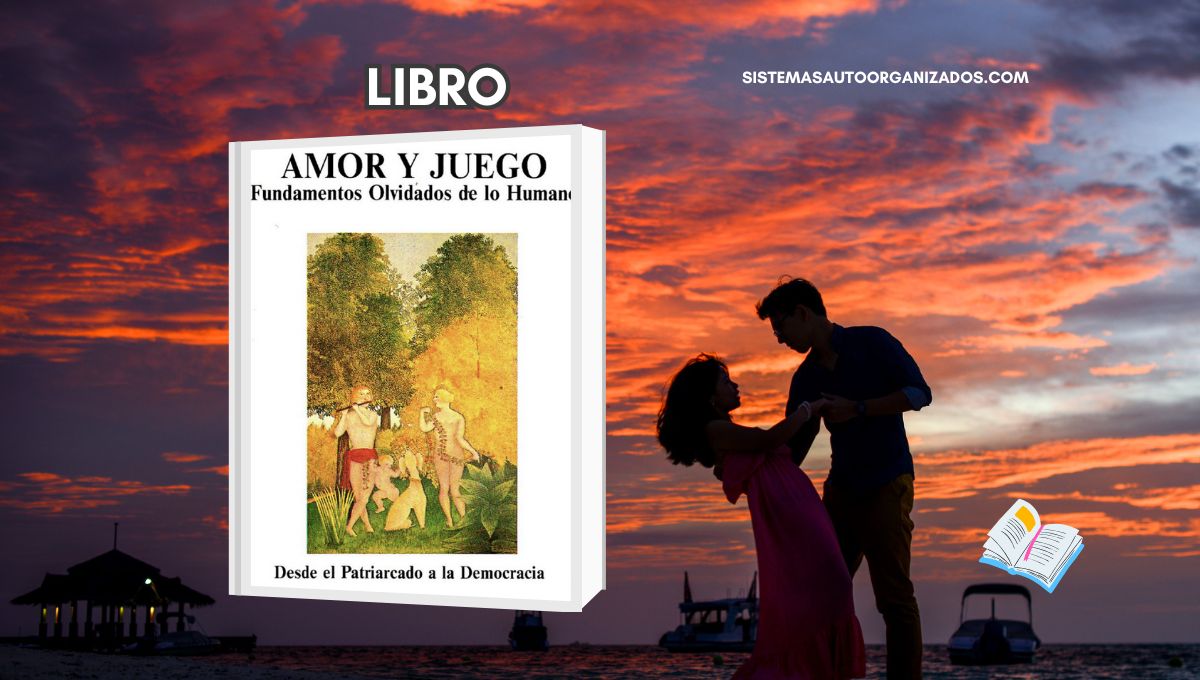 LIBRO
SISTEMASAUTOORGANIZADOS.COM
AMOR Y JUEGO
Fundamentos Olvidados de lo Humano
Desde el Patriarcado a la Democracia